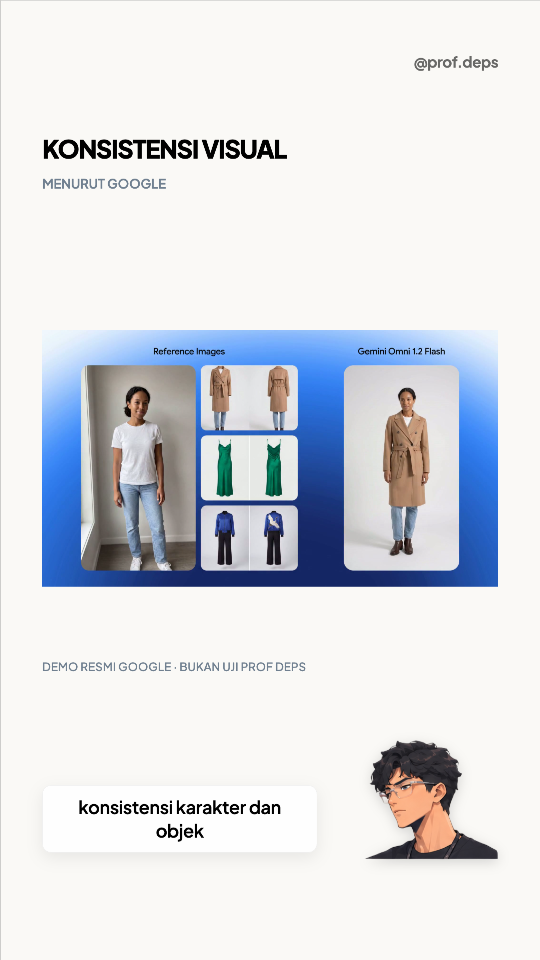 @prof.deps
KONSISTENSI VISUAL
MENURUT GOOGLE
Reference Images
Gemini Omni 1.2 Flash
DEMO RESMI GOOGLE · BUKAN UJI PROF DEPS
konsistensi karakter dan
objek